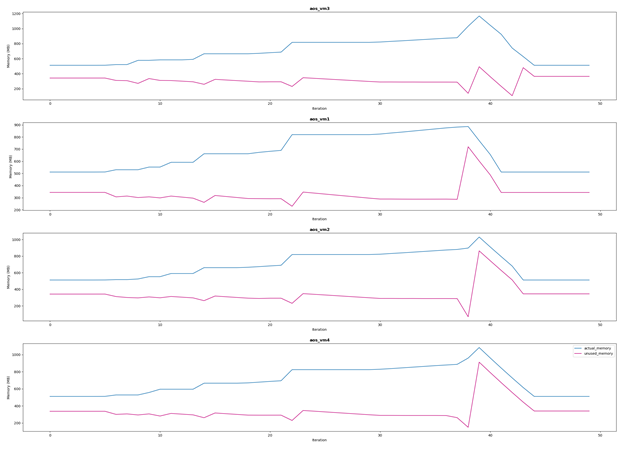 aos_vm3
1200
1000
800
600
400
200
Memory (MB)
0 10 20 30 40 50
Iteration
aos_vm1
900
800
700
600
500
400
300
200
Memory (MB)
0 10 20 30 40 50
Iteration
aos_vm2
1000
800
600
400
200
0
Memory (MB)
0 10 20 30 40 50
Iteration
aos_vm4
1000
800
600
400
200
Memory (MB)
actual_memory
unused_memory
0 10 20 30 40 50
Iteration